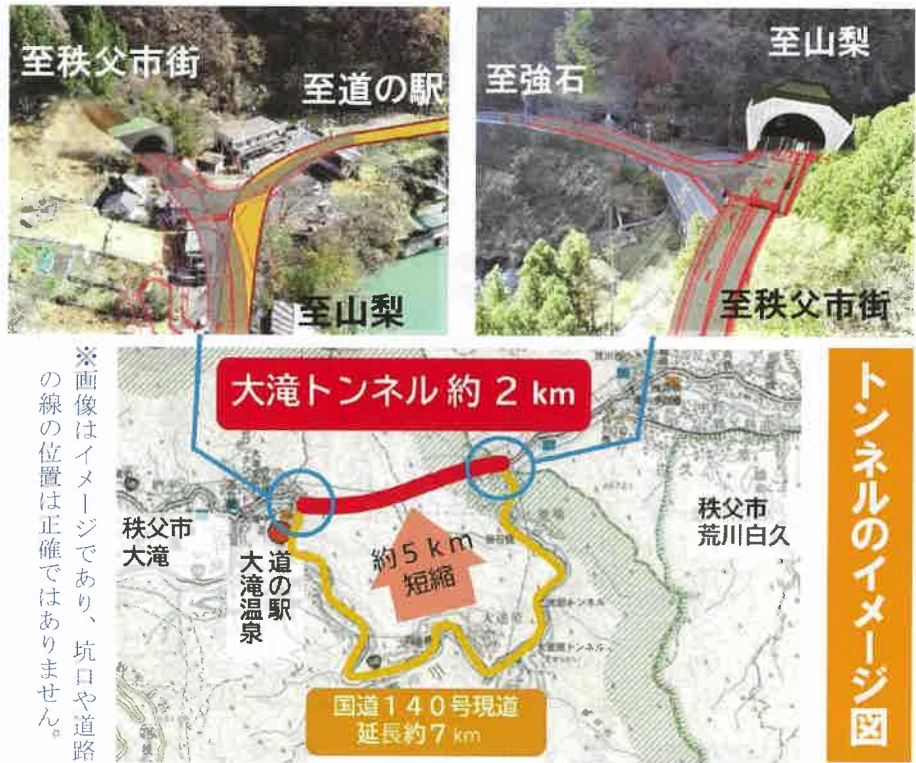 至秩父市街
至道の駅
至山梨
至山梨
至強石
至秩父市街
トンネルのイメージ図
大滝トンネル 約 2 km
秩父市
大滝
道の駅
大滝温泉
約5km
短縮
秩父市
荒川白久
国道140号現道
延長約7km
※画像はイメージであり、坑口や道路
の線の位置は正確ではありません。